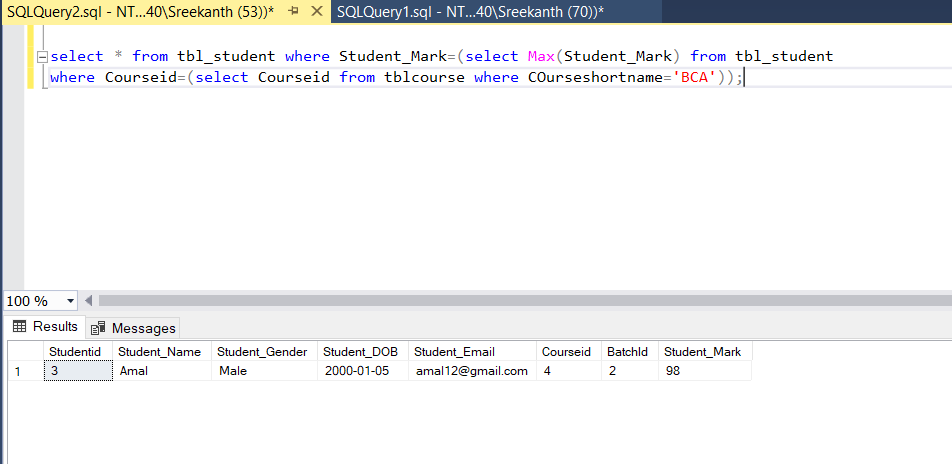 SQLQuery2.sql - NT...40\Sreekanth (53))* SQLQuery1.sql - NT...40\Sreekanth (70))*
select * from tbl_student where Student_Mark=(select Max(Student_Mark) from tbl_student
where Courseid=(select Courseid from tblcourse where COurseshortname='BCA'));
100 %
Results Messages
Studentid Student_Name Student_Gender Student_DOB Student_Email Courseid BatchId Student_Mark
1 3 Amal Male 2000-01-05 amal12@gmail.com 4 2 98